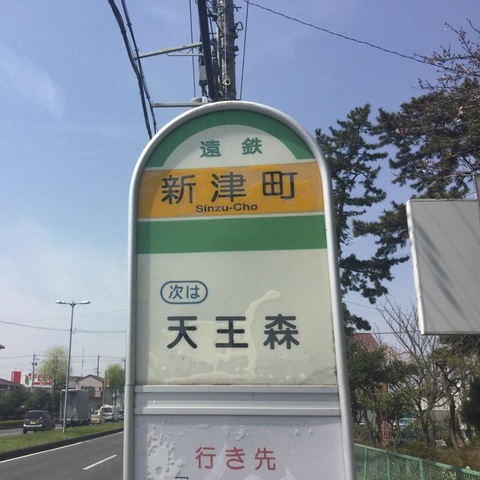 遠鉄
新津町
Sinzu-Cho
次は
天王森
行き先